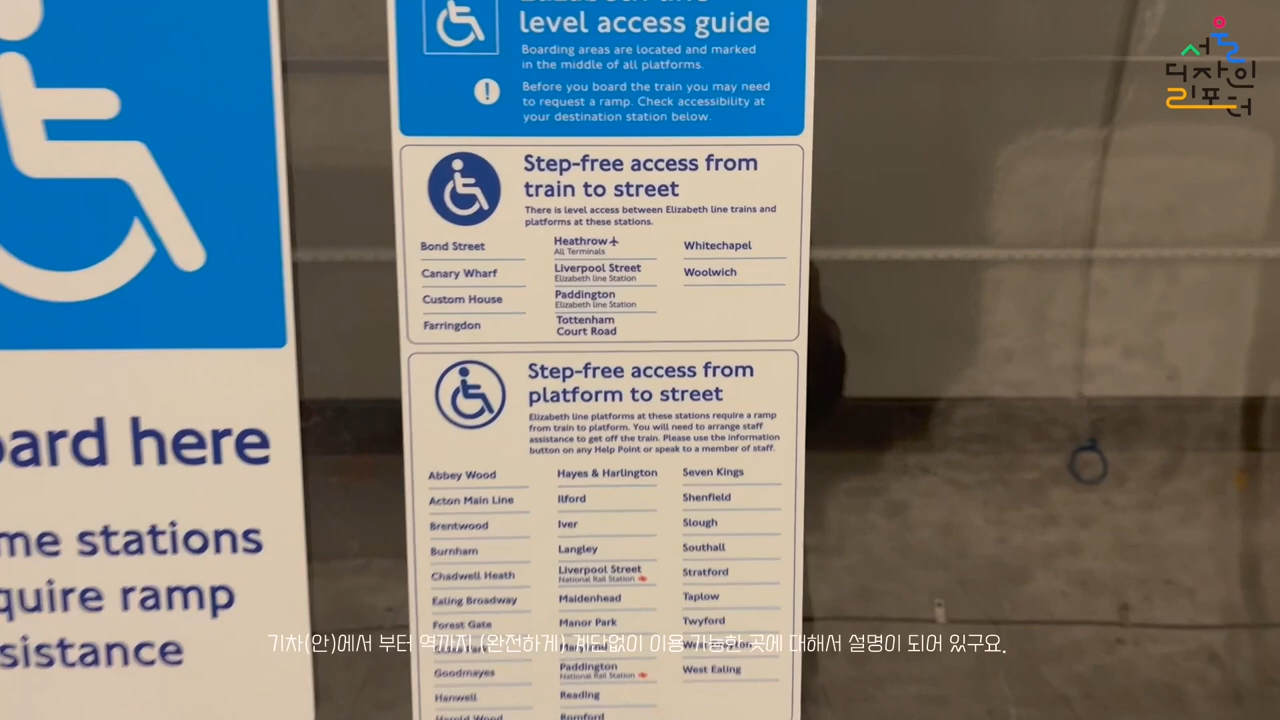 level access guide
Boarding areas are located and marked
in the middle of all platforms.
!
Before you board the train you may need
to request a ramp. Check accessibility at
your destination station below.
Step-free access from
train to street
There is level access between Elizabeth line trains and
platforms at these stations.
Bond Street
Canary Wharf
Custom House
Farringdon
Heathrow
All Terminals
Liverpool Street
Elizabeth line Station
Paddington
Elizabeth line Station
Tottenham
Court Road
Whitechapel
Woolwich
Step-free access from
platform to street
Elizabeth line platforms at these stations require a ramp
from train to platform. You will need to arrange staff
assistance to get off the train. Please use the information
button on any Help Point or speak to a member of staff.
Abbey Wood
Acton Main Line
Brentwood
Burnham
Chadwell Heath
Ealing Broadway
Forest Gate
Goodmayes
Hanwell
Harold Wood
Hayes & Harlington
Ilford
Iver
Langley
Liverpool Street
National Rail Station
Maidenhead
Manor Park
Paddington
National Rail Station
Reading
Romford
Seven Kings
Shenfield
Slough
Southall
Stratford
Taplow
Twyford
West Ealing
ard here
me stations
quire ramp
sistance
서울
디자인
리포터
기차(안)에서 부터 역까지 (완전하게) 계단없이 이용 가능한 곳에 대해서 설명이 되어 있구요.